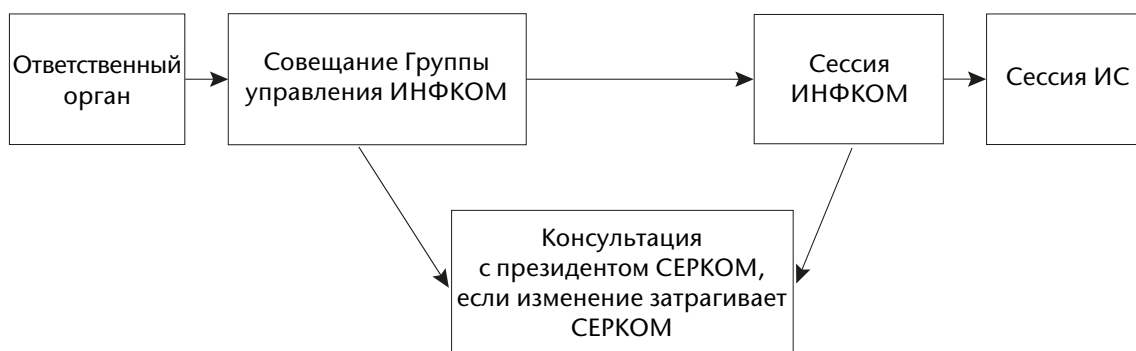 Ответственный
орган
Совещание Группы
управления ИНФКОМ
Сессия
ИНФКОМ
Сессия ИС
Консультация
с президентом СЕРКОМ,
если изменение затрагивает
СЕРКОМ